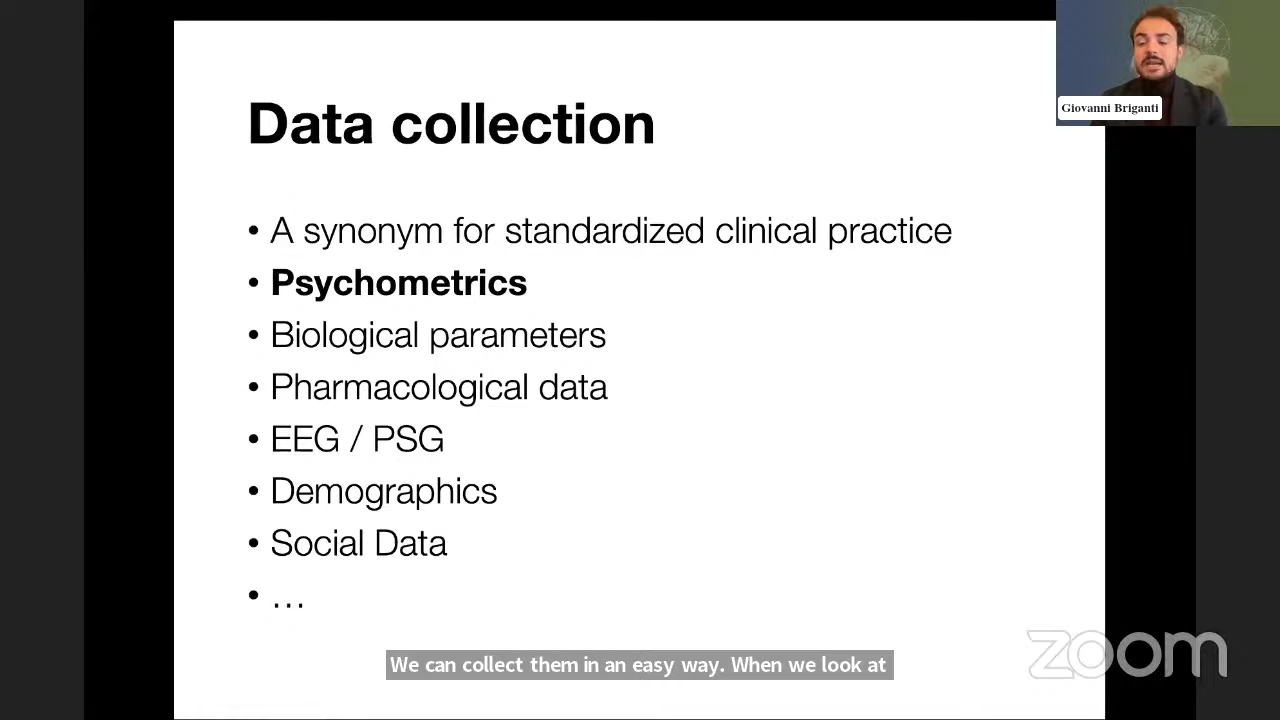 Data collection
• A synonym for standardized clinical practice
• Psychometrics
• Biological parameters
• Pharmacological data
• EEG / PSG
• Demographics
• Social Data
• …
Giovanni Briganti
We can collect them in an easy way. When we look at
zoom